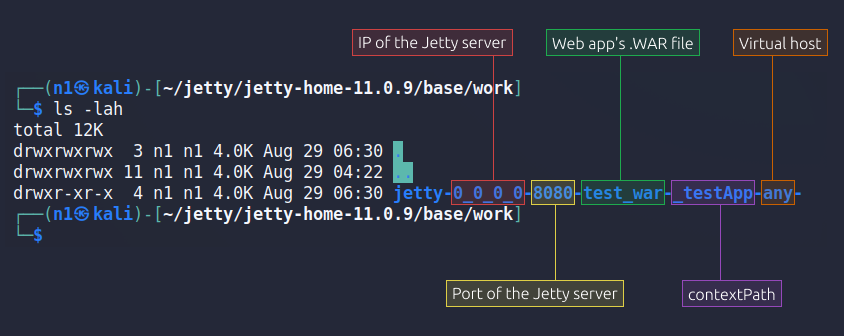 IP of the Jetty server
Web app's .WAR file
Virtual host
┌──(n1㉿kali)-[~/jetty/jetty-home-11.0.9/base/work]
└─$ ls -lah
total 12K
drwxrwxrwx  3 n1 n1 4.0K Aug 29 06:30 .
drwxrwxrwx 11 n1 n1 4.0K Aug 29 04:22 ..
drwxr-xr-x  4 n1 n1 4.0K Aug 29 06:30 jetty-0_0_0_0-8080-test_war-_testApp-any-
┌──(n1㉿kali)-[~/jetty/jetty-home-11.0.9/base/work]
└─$
Port of the Jetty server
contextPath